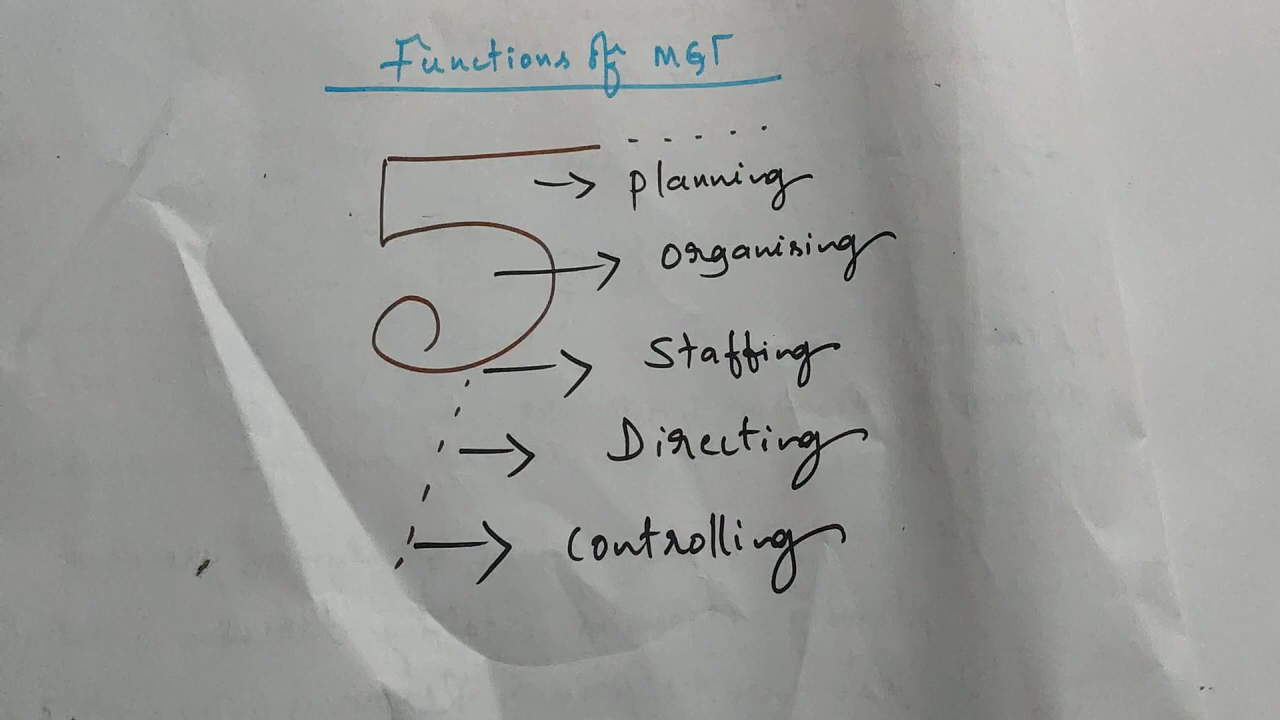 Functions of MGT
5
planning
organising
Staffing
Directing
controlling